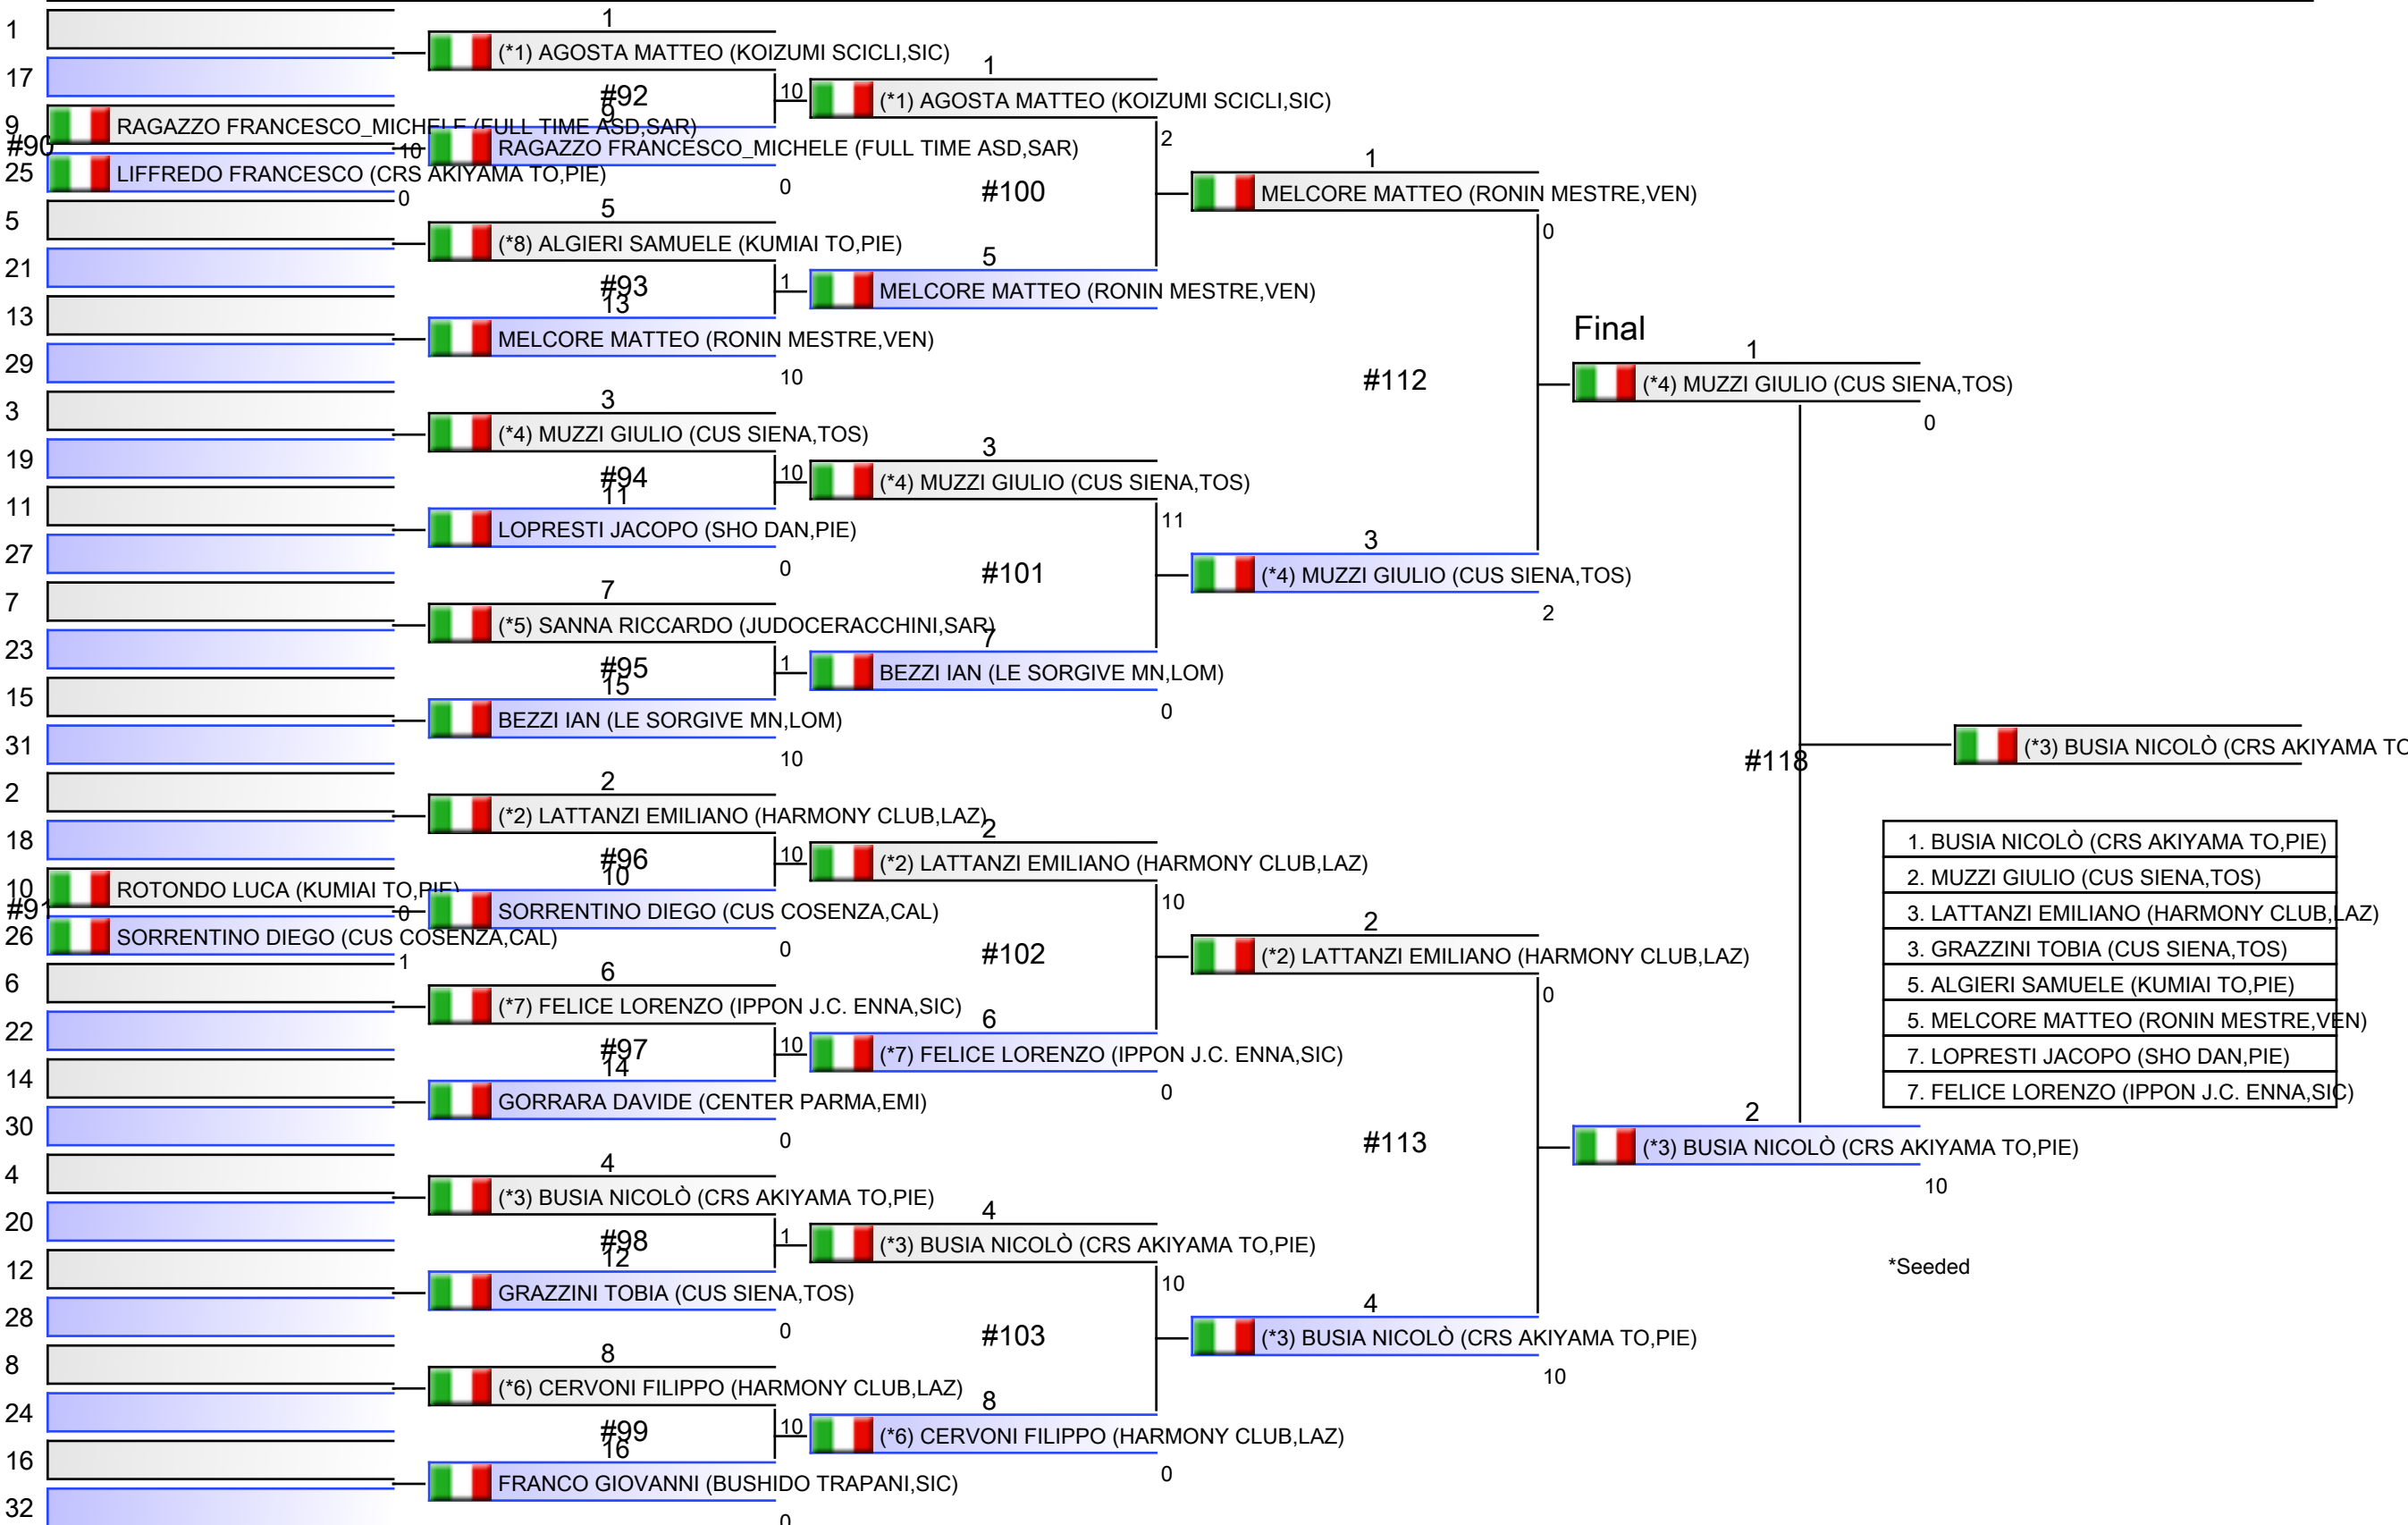 1
17
9
RAGAZZO FRANCESCO_MICHELE (FULL TIME ASD,SAR)
#90
10
25
LIFFREDO FRANCESCO (CRS AKIYAMA TO,PIE)
0
5
21
13
29
3
19
11
27
7
23
15
31
2
18
10
ROTONDO LUCA (KUMIAI TO,PIE)
#91
0
26
SORRENTINO DIEGO (CUS COSENZA,CAL)
1
6
22
14
30
4
20
12
28
8
24
16
32
1
(*1) AGOSTA MATTEO (KOIZUMI SCICLI,SIC)
#92
10
9
RAGAZZO FRANCESCO_MICHELE (FULL TIME ASD,SAR)
0
5
(*8) ALGIERI SAMUELE (KUMIAI TO,PIE)
#93
1
13
MELCORE MATTEO (RONIN MESTRE,VEN)
10
3
(*4) MUZZI GIULIO (CUS SIENA,TOS)
#94
10
11
LOPRESTI JACOPO (SHO DAN,PIE)
0
7
(*5) SANNA RICCARDO (JUDOCERACCHINI,SAR)
#95
1
15
BEZZI IAN (LE SORGIVE MN,LOM)
10
2
(*2) LATTANZI EMILIANO (HARMONY CLUB,LAZ)
#96
10
10
SORRENTINO DIEGO (CUS COSENZA,CAL)
0
6
(*7) FELICE LORENZO (IPPON J.C. ENNA,SIC)
#97
10
14
GORRARA DAVIDE (CENTER PARMA,EMI)
0
4
(*3) BUSIA NICOLÒ (CRS AKIYAMA TO,PIE)
#98
1
12
GRAZZINI TOBIA (CUS SIENA,TOS)
0
8
(*6) CERVONI FILIPPO (HARMONY CLUB,LAZ)
#99
10
16
FRANCO GIOVANNI (BUSHIDO TRAPANI,SIC)
0
1
(*1) AGOSTA MATTEO (KOIZUMI SCICLI,SIC)
2
#100
5
MELCORE MATTEO (RONIN MESTRE,VEN)
3
(*4) MUZZI GIULIO (CUS SIENA,TOS)
11
#101
7
BEZZI IAN (LE SORGIVE MN,LOM)
0
2
(*2) LATTANZI EMILIANO (HARMONY CLUB,LAZ)
10
#102
6
(*7) FELICE LORENZO (IPPON J.C. ENNA,SIC)
0
4
(*3) BUSIA NICOLÒ (CRS AKIYAMA TO,PIE)
10
#103
8
(*6) CERVONI FILIPPO (HARMONY CLUB,LAZ)
0
1
MELCORE MATTEO (RONIN MESTRE,VEN)
0
#112
3
(*4) MUZZI GIULIO (CUS SIENA,TOS)
2
2
(*2) LATTANZI EMILIANO (HARMONY CLUB,LAZ)
0
#113
4
(*3) BUSIA NICOLÒ (CRS AKIYAMA TO,PIE)
10
Final
1
(*4) MUZZI GIULIO (CUS SIENA,TOS)
0
#118
2
(*3) BUSIA NICOLÒ (CRS AKIYAMA TO,PIE)
10
(*3) BUSIA NICOLÒ (CRS AKIYAMA
1. BUSIA NICOLÒ (CRS AKIYAMA TO,PIE)
2. MUZZI GIULIO (CUS SIENA,TOS)
3. LATTANZI EMILIANO (HARMONY CLUB,LAZ)
3. GRAZZINI TOBIA (CUS SIENA,TOS)
5. ALGIERI SAMUELE (KUMIAI TO,PIE)
5. MELCORE MATTEO (RONIN MESTRE,VEN)
7. LOPRESTI JACOPO (SHO DAN,PIE)
7. FELICE LORENZO (IPPON J.C. ENNA,SIC)
*Seeded